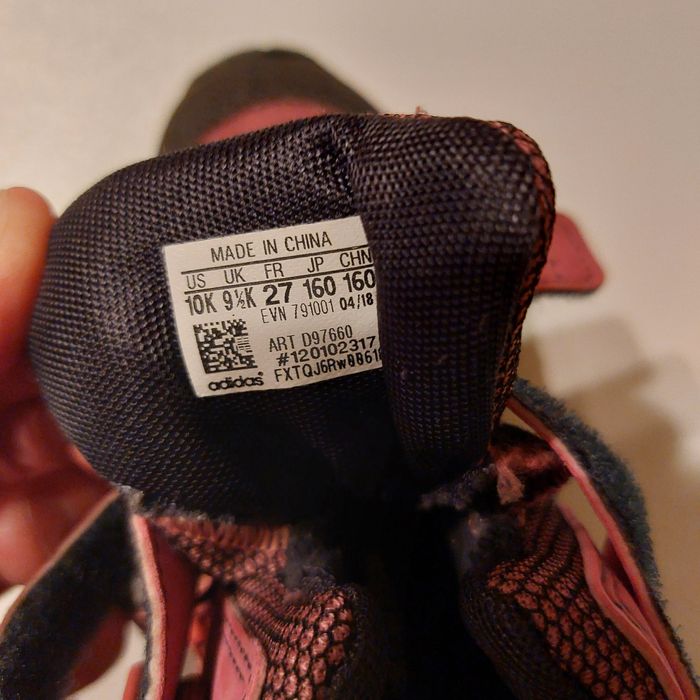 MADE IN CHINA
US UK FR JP CHN
10K 9½K 27 160 160
EVN 791001 04/18
ART D97660
#120102317
adidas